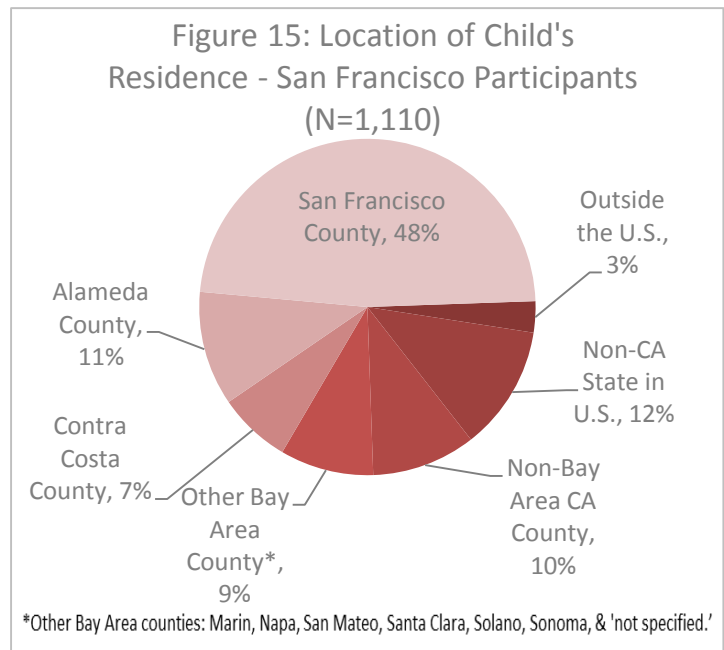 Figure 15: Location of Child's
Residence - San Francisco Participants
(N=1,110)
San Francisco
County, 48%
Outside
the U.S.,
3%
Non-CA
State in
U.S., 12%
Non-Bay
Area CA
County,
10%
Other Bay
Area
County*,
9%
Contra
Costa
County, 7%
Alameda
County,
11%
*Other Bay Area counties: Marin, Napa, San Mateo, Santa Clara, Solano, Sonoma, & 'not specified.’